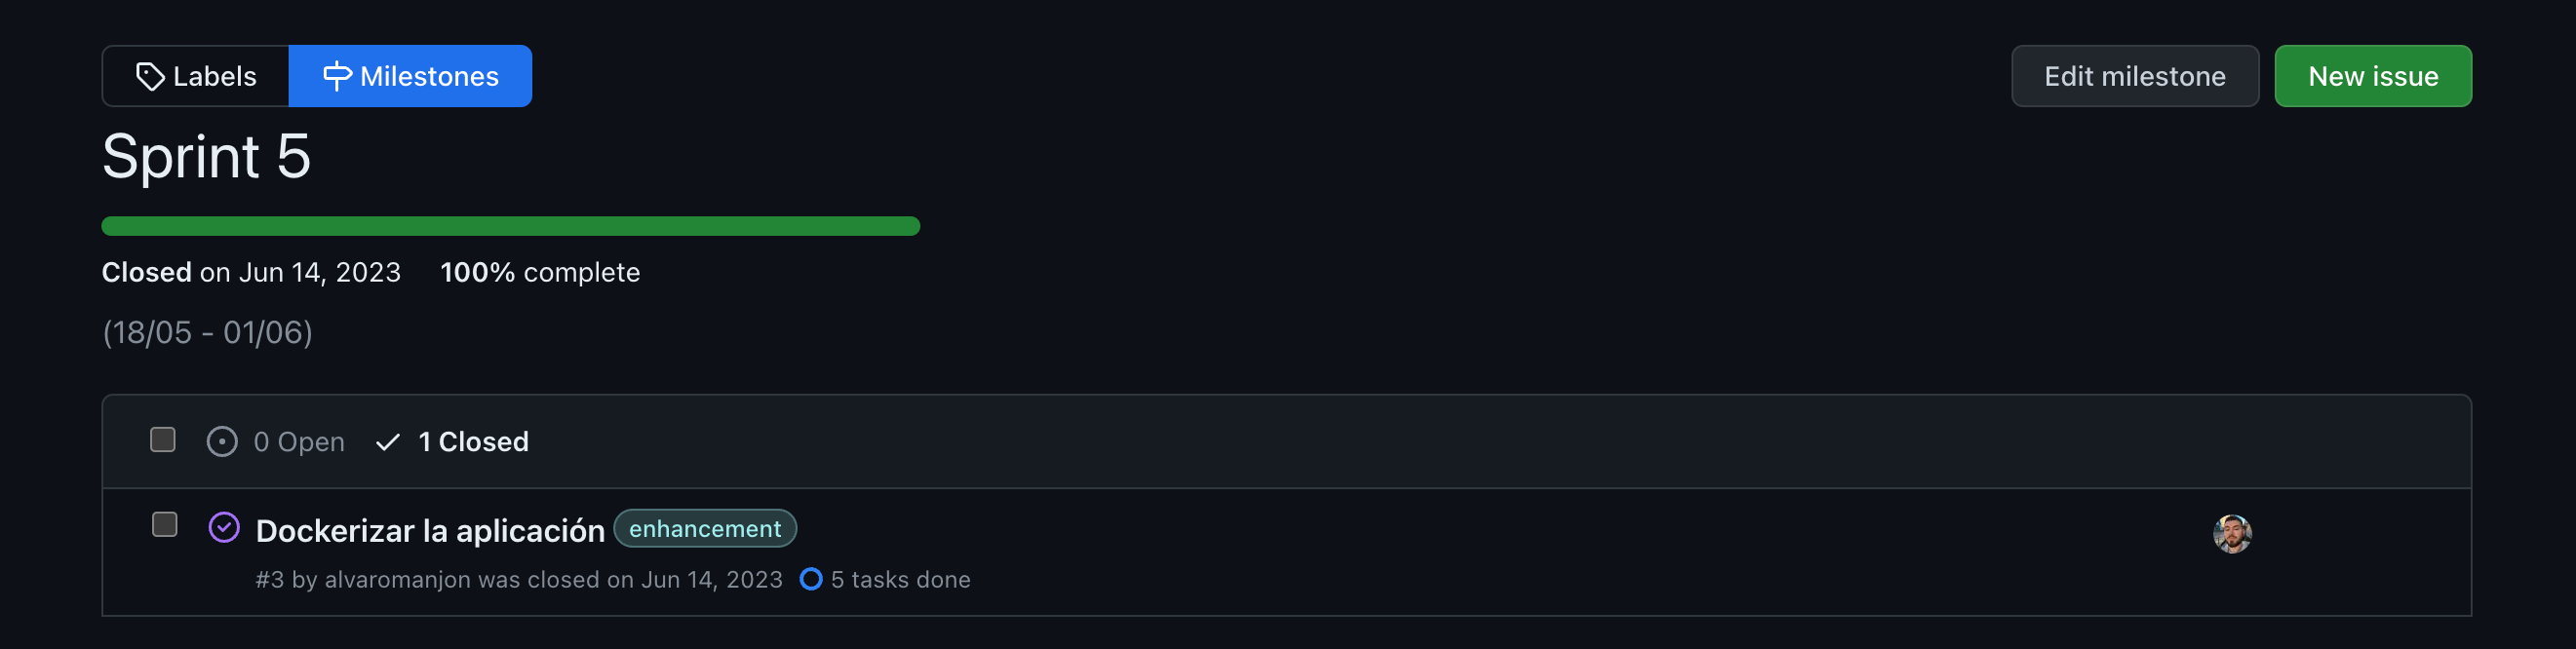 Labels Milestones Edit milestone New issue
Sprint 5
Closed on Jun 14, 2023 100% complete
(18/05 - 01/06)
0 Open 1 Closed
Dockerizar la aplicación enhancement
#3 by alvaromanjon was closed on Jun 14, 2023 5 tasks done